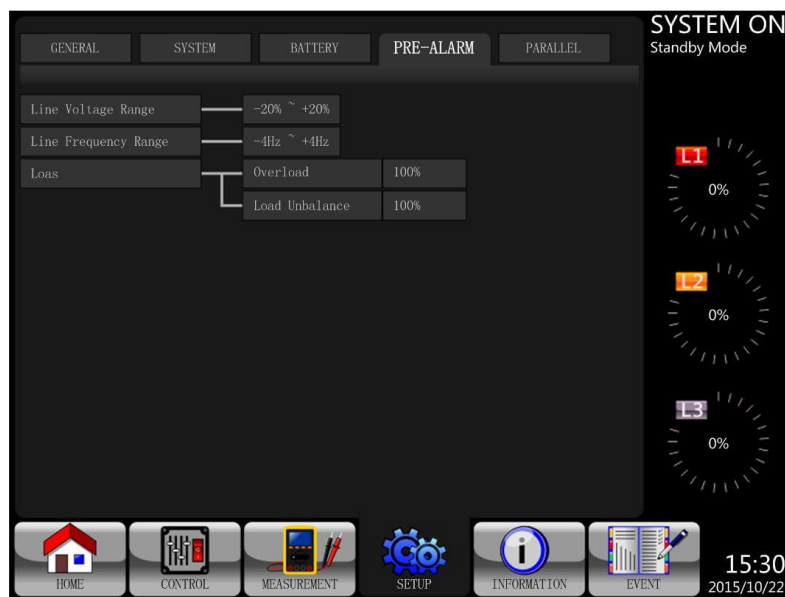 GENERAL SYSTEM BATTERY PRE-ALARM PARALLEL
SYSTEM ON
Standby Mode
Line Voltage Range -20% ~ +20%
Line Frequency Range -4Hz ~ +4Hz
Loas Overload 100%
Load Unbalance 100%
L1
0%
L2
0%
L3
0%
HOME CONTROL MEASUREMENT SETUP INFORMATION EVENT
15:30
2015/10/22